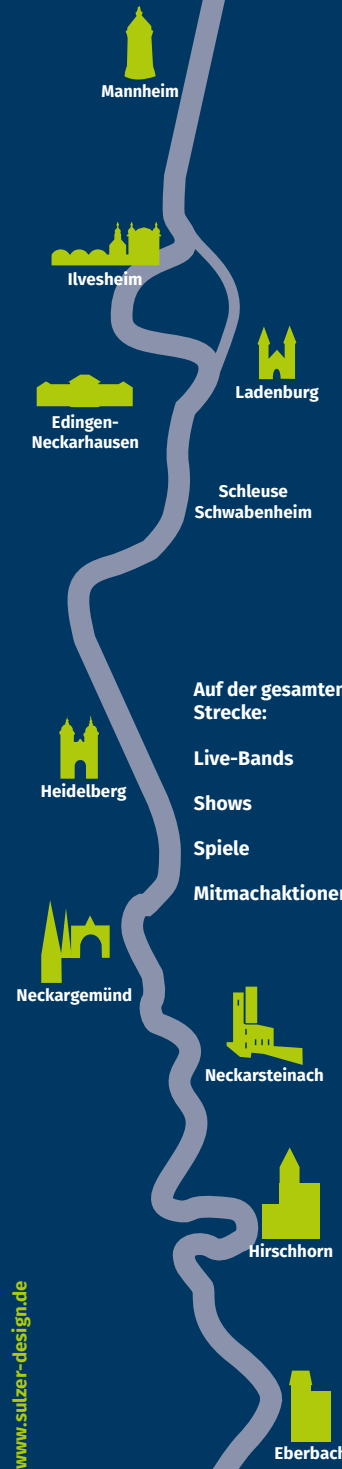 Mannheim
Ilvesheim
Ladenburg
Edingen-
Neckarhausen
Schleuse
Schwabenheim
Auf der gesamten
Strecke:
Live-Bands
Shows
Spiele
Mitmachaktionen
Heidelberg
Neckargemünd
Neckarsteinach
Hirschhorn
Eberbach
www.sulzer-design.de